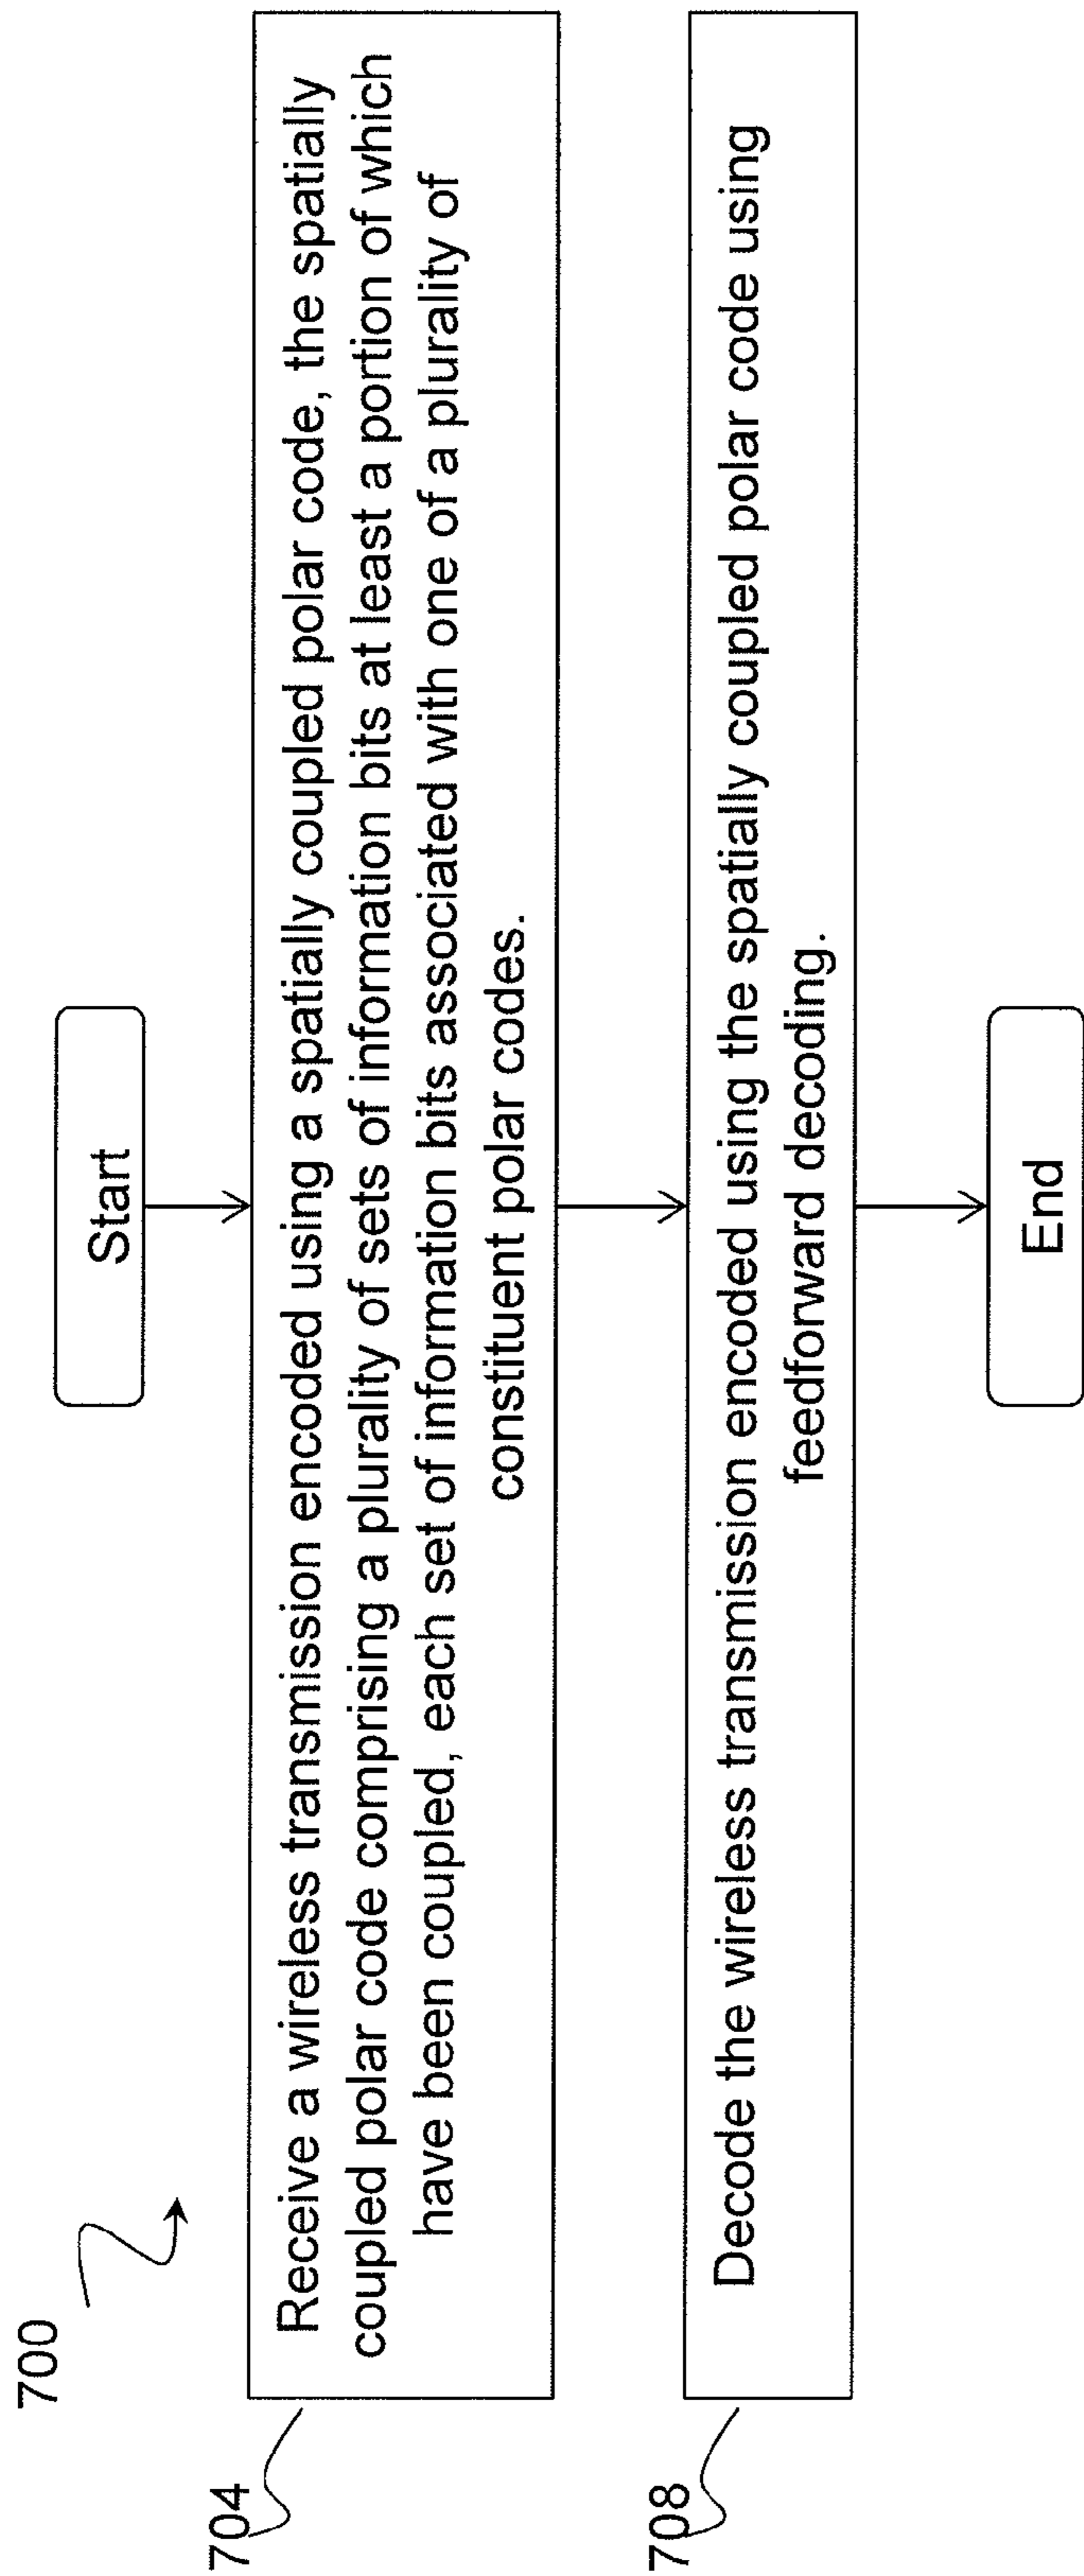 700
Start
704
Receive a wireless transmission encoded using a spatially coupled polar code, the spatially
coupled polar code comprising a plurality of sets of information bits at least a portion of which
have been coupled, each set of information bits associated with one of a plurality of
constituent polar codes.
708
Decode the wireless transmission encoded using the spatially coupled polar code using
feedforward decoding.
End